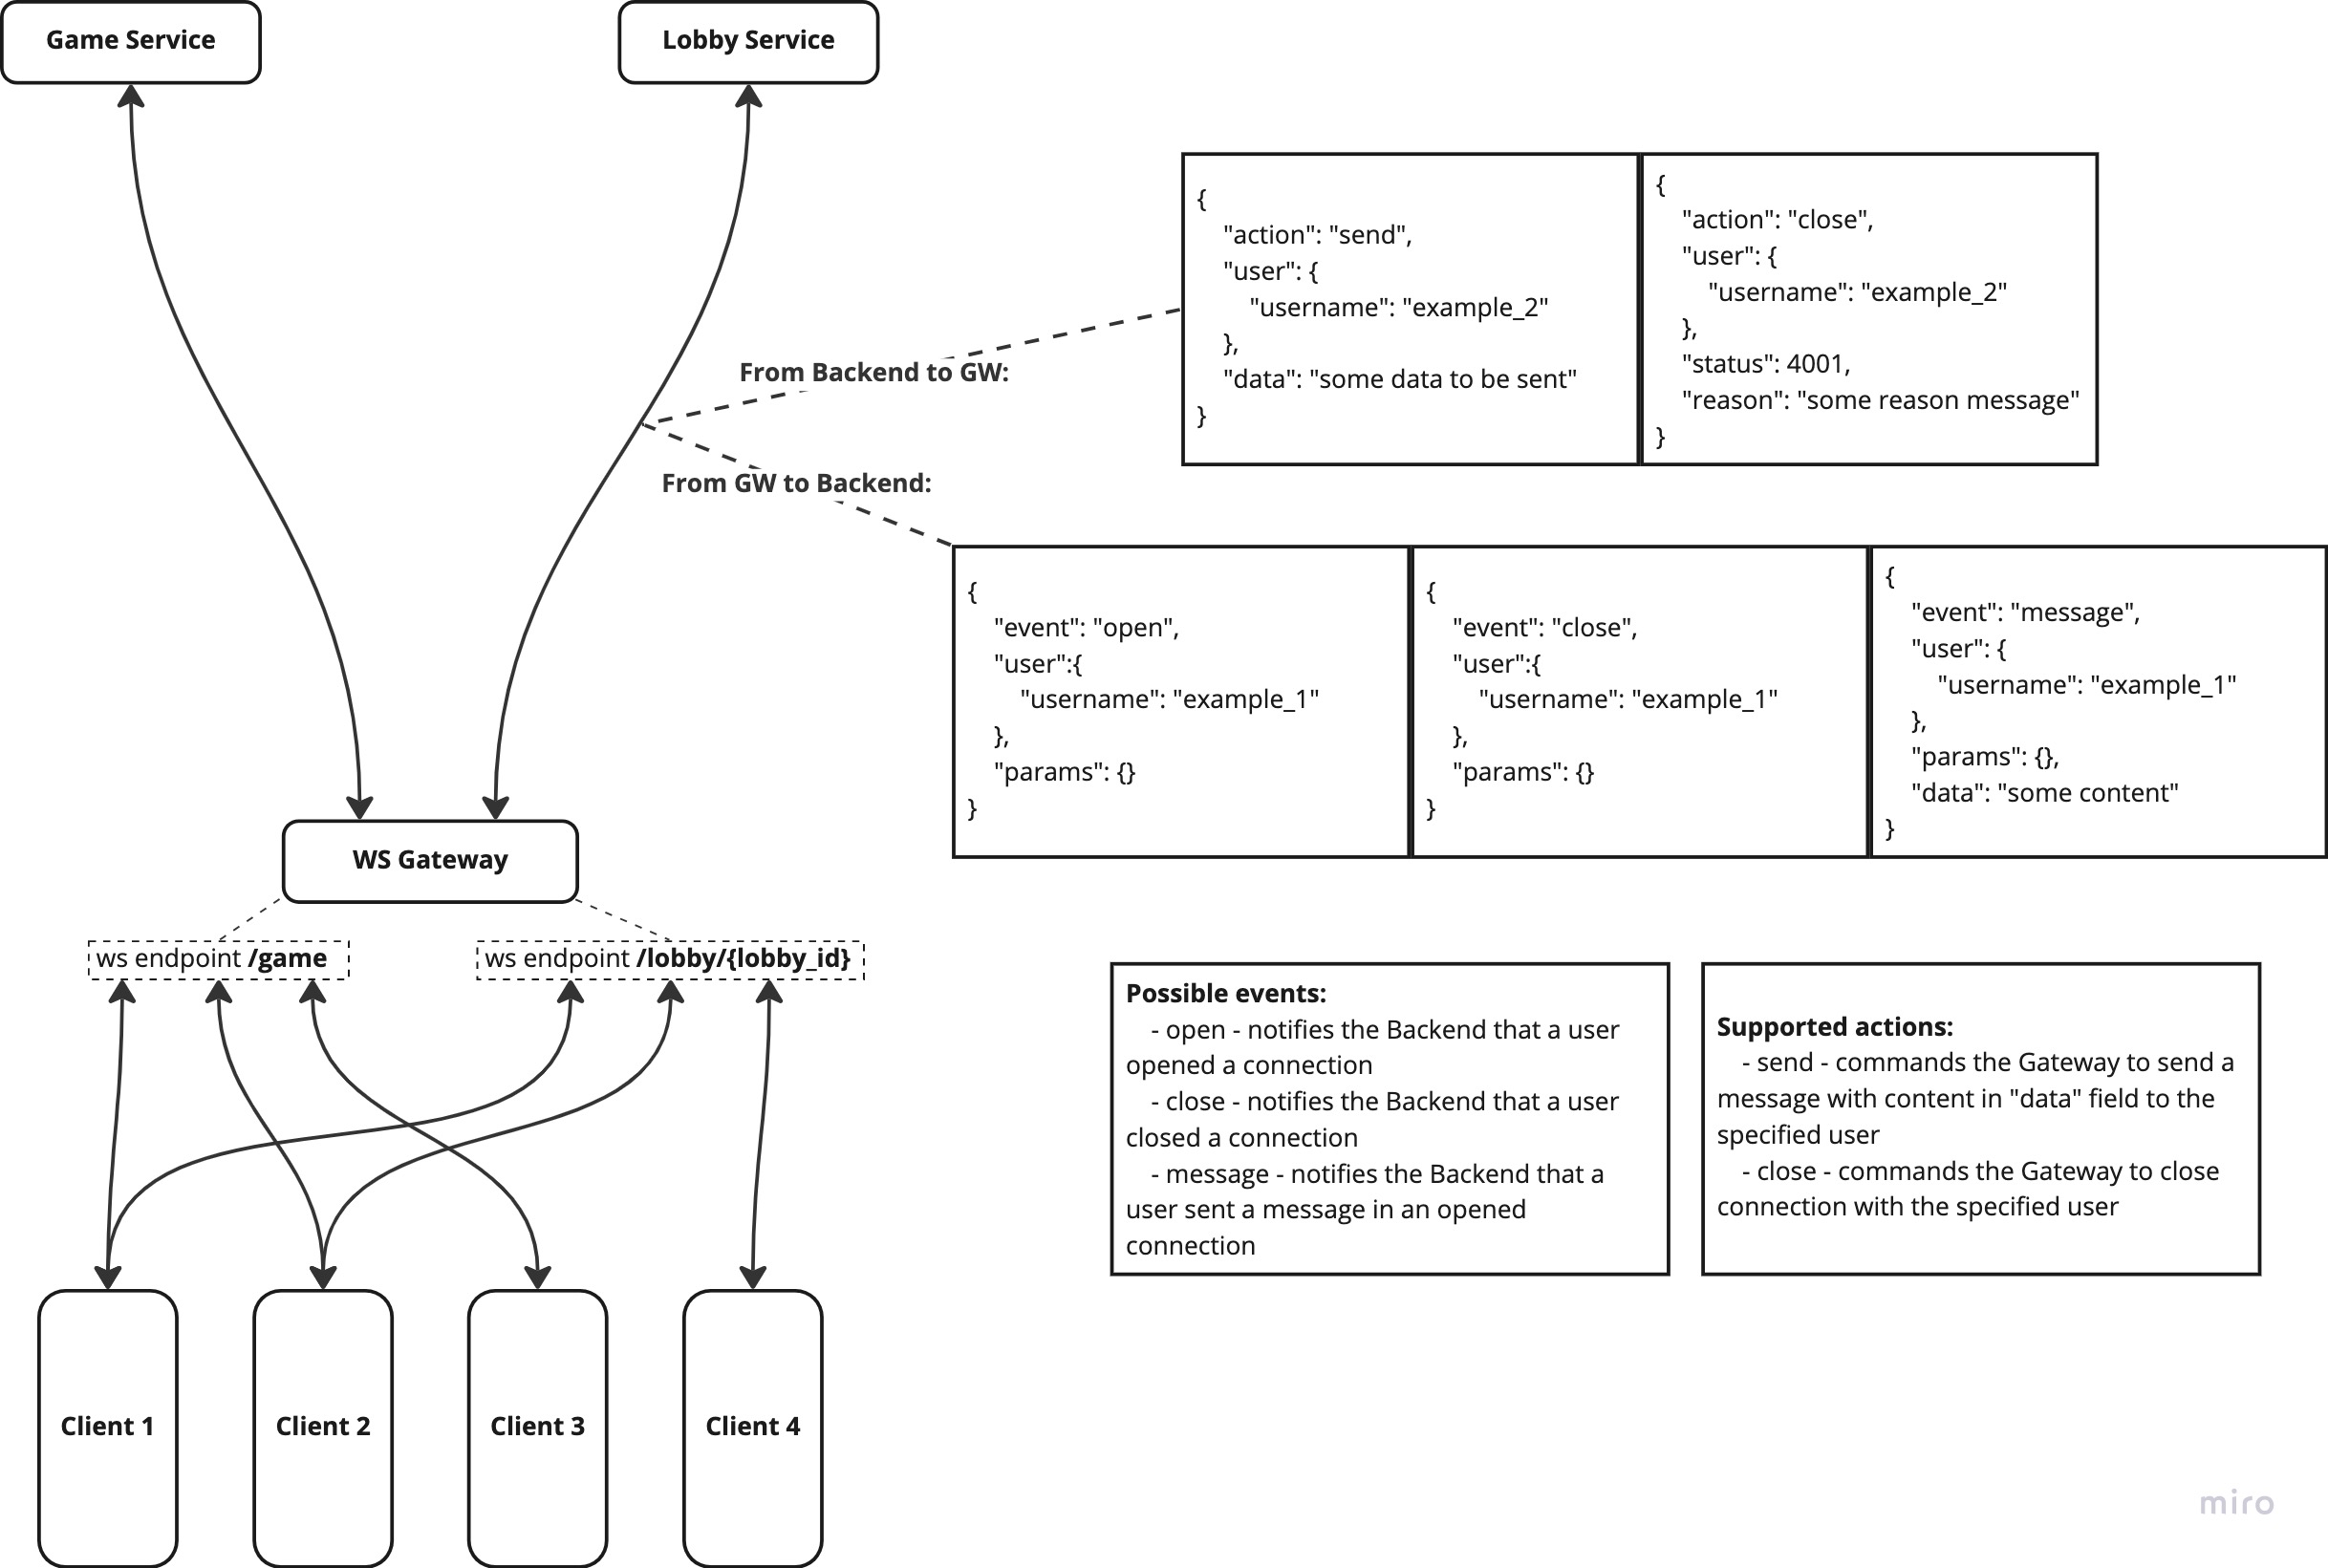 Game Service
Lobby Service
{
"action": "send",
"user": {
"username": "example_2"
},
"data": "some data to be sent"
}
{
"action": "close",
"user": {
"username": "example_2"
},
"status": 4001,
"reason": "some reason message"
}
From Backend to GW:
From GW to Backend:
{
"event": "open",
"user":{
"username": "example_1"
},
"params": {}
}
{
"event": "close",
"user":{
"username": "example_1"
},
"params": {}
}
{
"event": "message",
"user": {
"username": "example_1"
},
"params": {},
"data": "some content"
}
WS Gateway
ws endpoint /game
ws endpoint /lobby/{lobby_id}
Possible events:
- open - notifies the Backend that a user
opened a connection
- close - notifies the Backend that a user
closed a connection
- message - notifies the Backend that a
user sent a message in an opened
connection
Supported actions:
- send - commands the Gateway to send a
message with content in "data" field to the
specified user
- close - commands the Gateway to close
connection with the specified user
Client 1
Client 2
Client 3
Client 4
miro